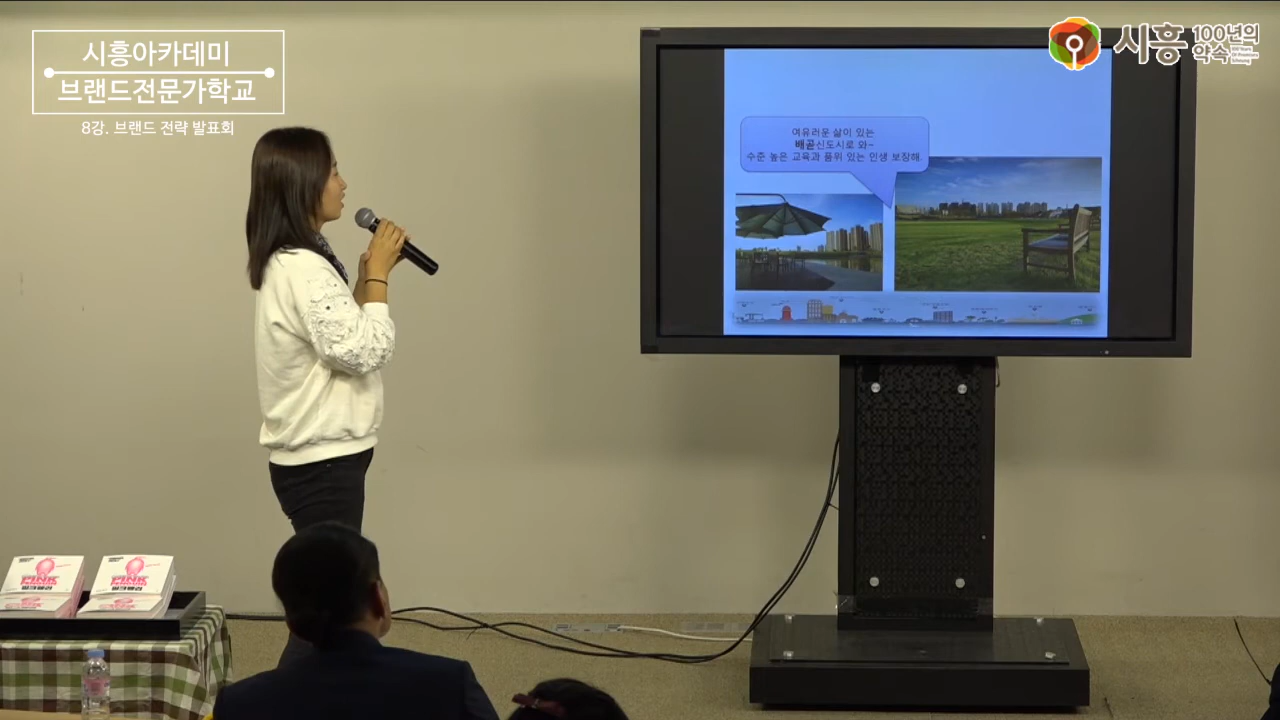 시흥아카데미
브랜드전문가학교
8강. 브랜드 전략 발표회
시흥
100년의
약속
여유러운 삶이 있는
배곧신도시로 와~
수준 높은 교육과 품위 있는 인생 보장해.
PINK
PINK